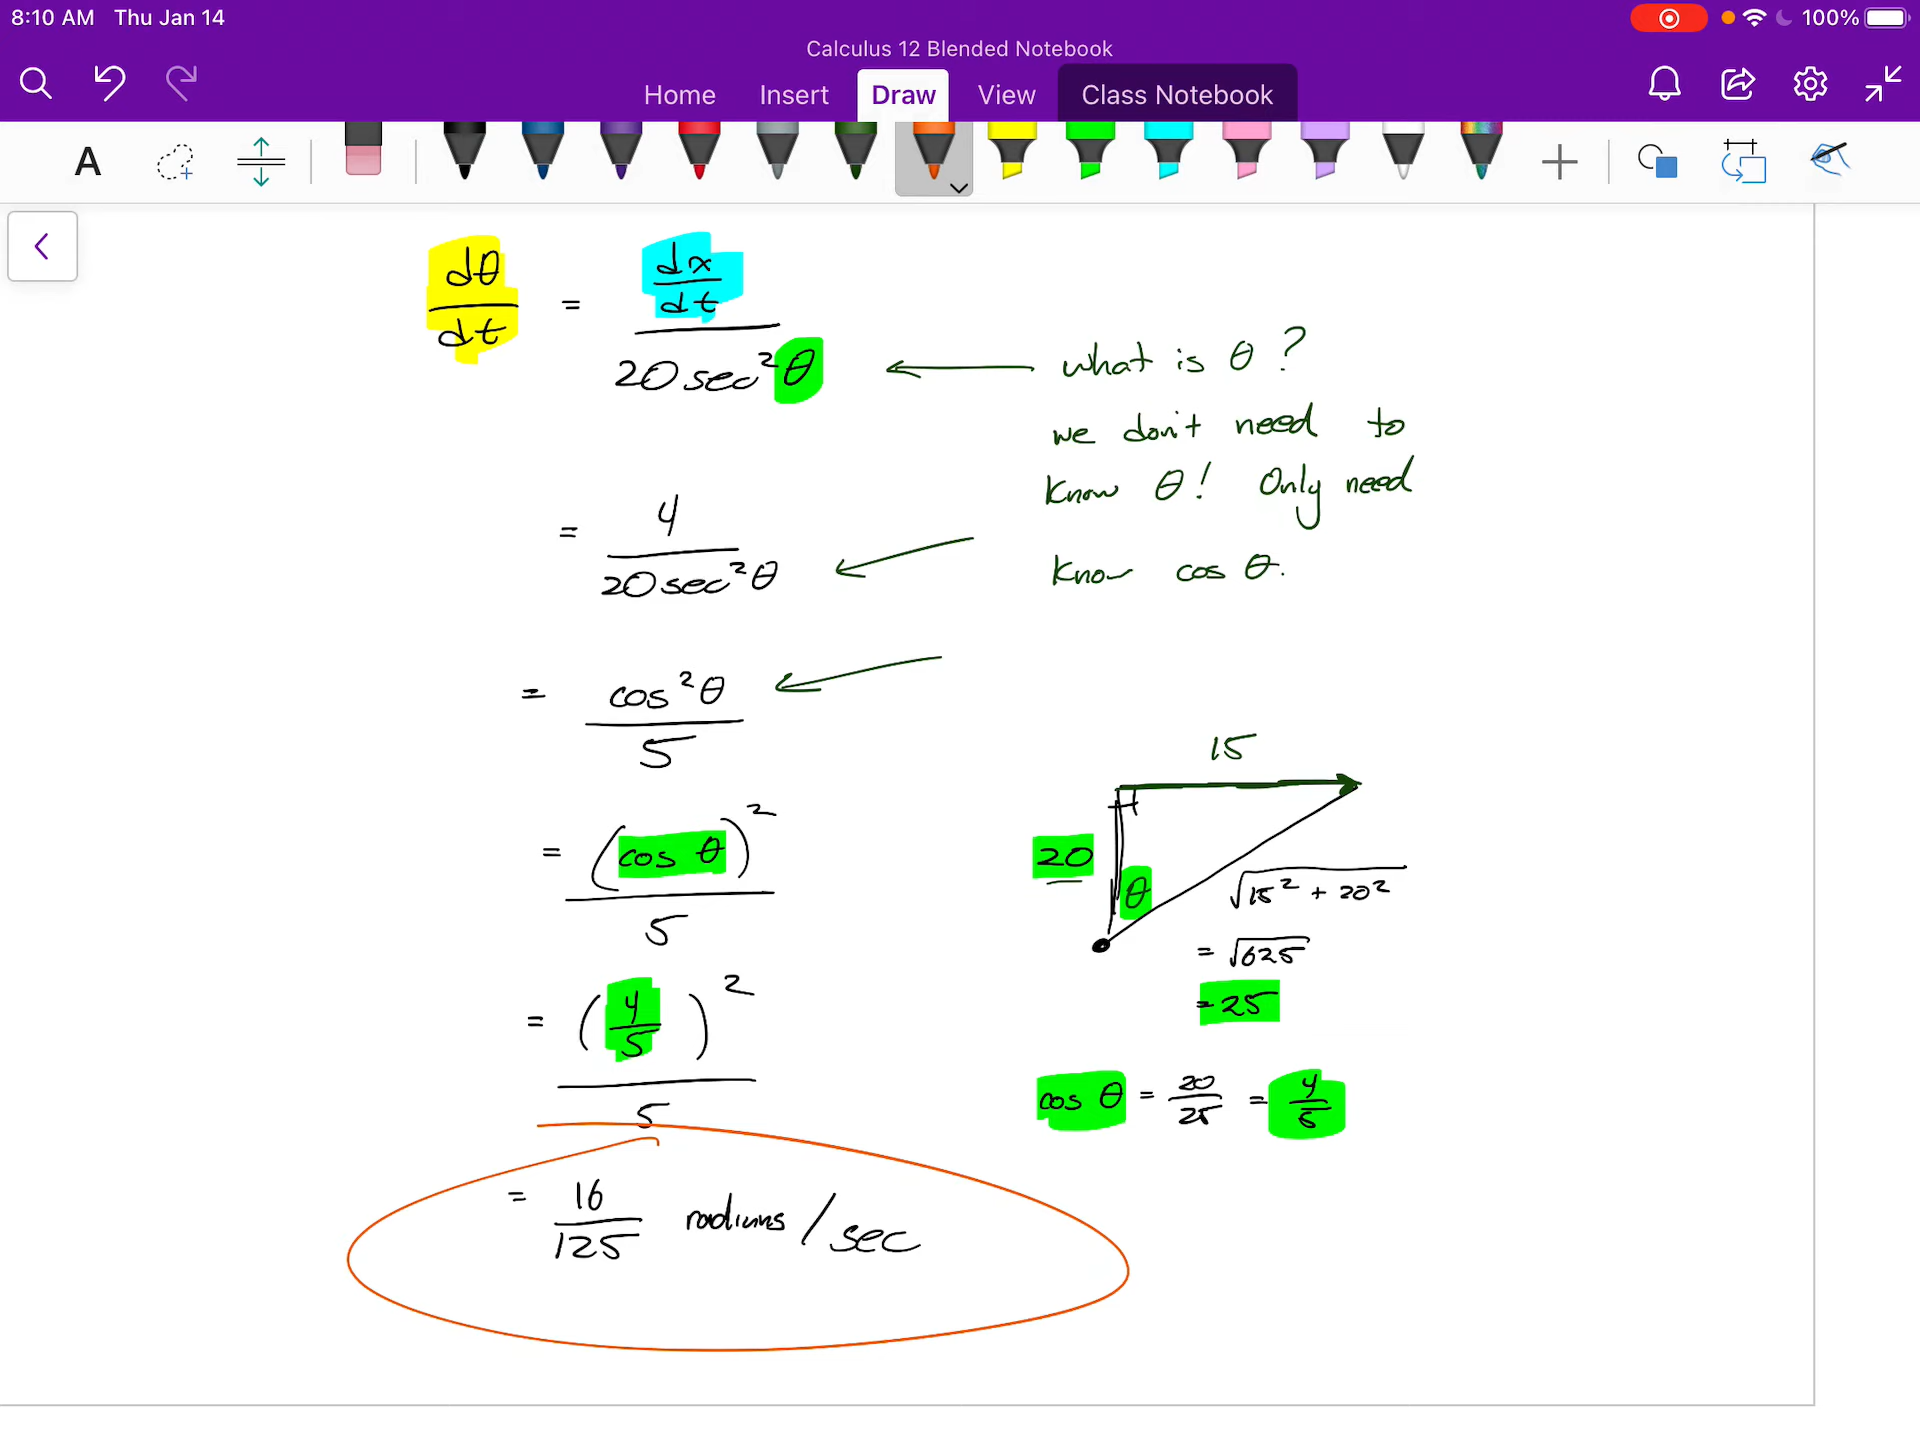 8:10 AM Thu Jan 14
100%
Calculus 12 Blended Notebook
Home Insert Draw View Class Notebook
A
dθ/dt = (dx/dt)/(20 sec²θ)
what is θ?
we don't need to
know θ! Only need
know cos θ.
= 4/(20 sec²θ)
= cos²θ/5
= (cos θ)²/5
= (4/5)²/5
= 16/125 radians/sec
15
20
θ
√(15² + 20²)
= √625
= 25
cos θ = 20/25 = 4/5